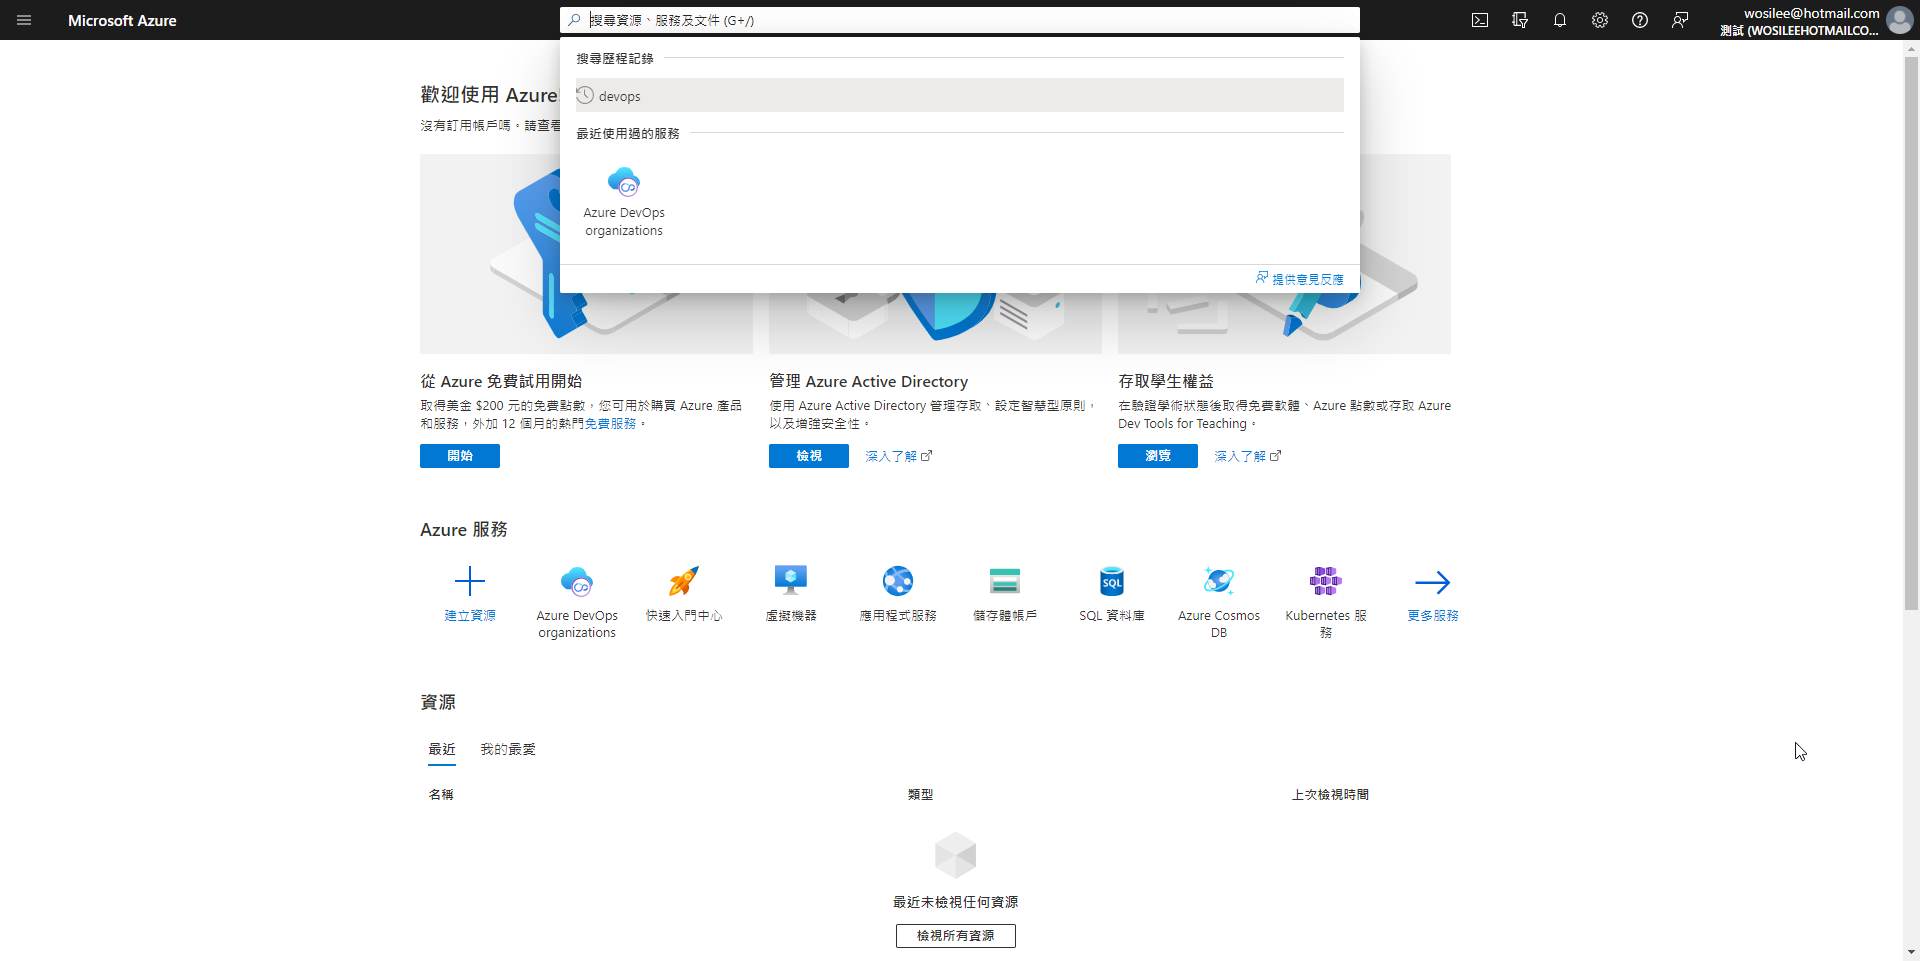 Microsoft Azure
搜尋資源、服務及文件 (G+/)
wosilee@hotmail.com
測試 (WOSILEEHOTMAILCO...
搜尋歷程記錄
devops
最近使用過的服務
Azure DevOps
organizations
提供意見反應
歡迎使用 Azure!
沒有訂用帳戶嗎。請查看
從 Azure 免費試用開始
取得美金 $200 元的免費點數，您可用於購買 Azure 產品
和服務，外加 12 個月的熱門免費服務。
開始
管理 Azure Active Directory
使用 Azure Active Directory 管理存取、設定智慧型原則，
以及增強安全性。
檢視
深入了解
存取學生權益
在驗證學術狀態後取得免費軟體、Azure 點數或存取 Azure
Dev Tools for Teaching。
瀏覽
深入了解
Azure 服務
建立資源
Azure DevOps
organizations
快速入門中心
虛擬機器
應用程式服務
儲存體帳戶
SQL
SQL 資料庫
Azure Cosmos
DB
Kubernetes 服
務
更多服務
資源
最近
我的最愛
名稱
類型
上次檢視時間
最近未檢視任何資源
檢視所有資源